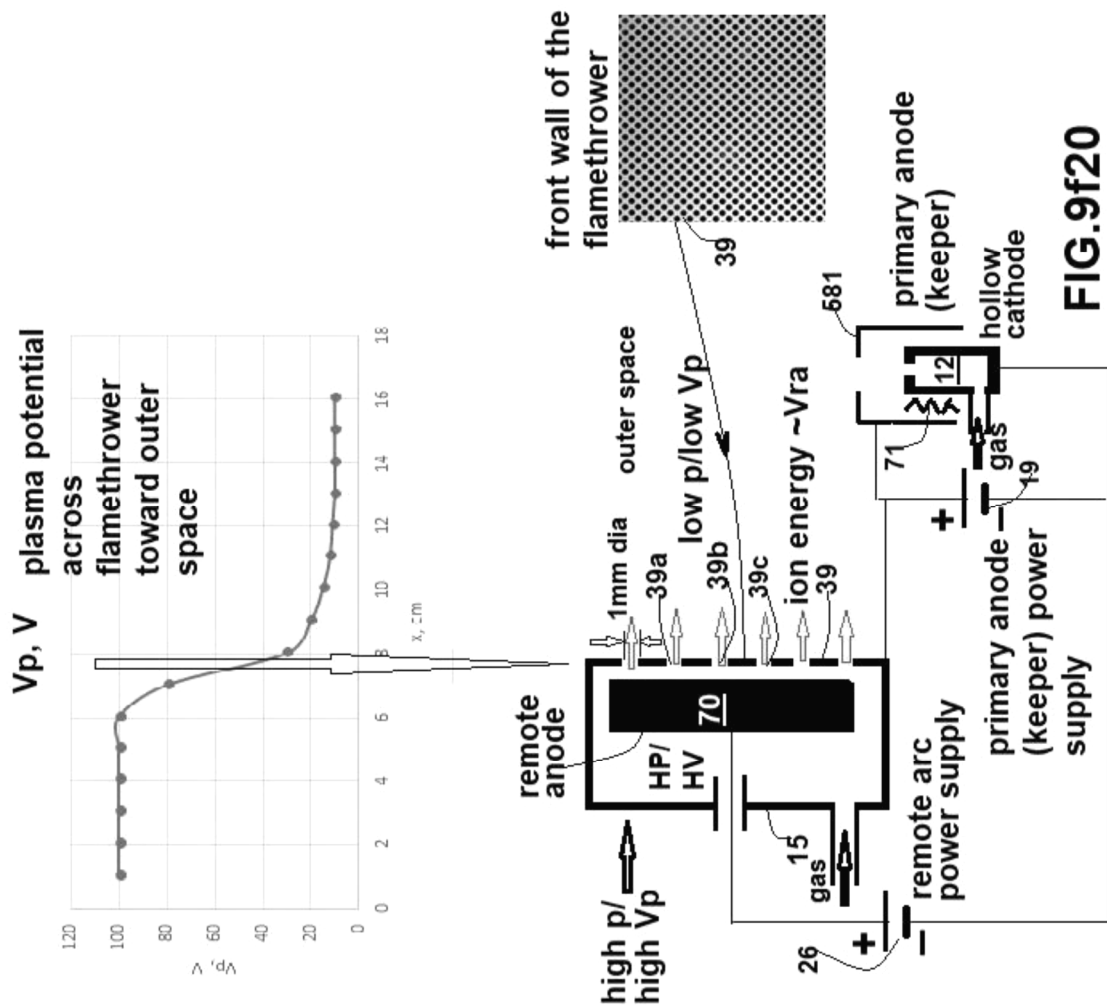 Vp, V
plasma potential
across
flamethrower
toward outer
space
120
100
80
60
40
20
0
Vp, V
0
2
4
6
8
10
12
14
16
18
x, cm
front wall of the
flamethrower
39
remote
anode
HP/
HV
70
high p/
high Vp
15
gas
26
+
−
remote arc
power supply
1mm dia
outer space
39a
low p/low Vp
39b
39c
ion energy ~Vra
39
581
primary anode
(keeper)
12
hollow
cathode
71
gas
19
+
−
primary anode
(keeper) power
supply
FIG.9f20